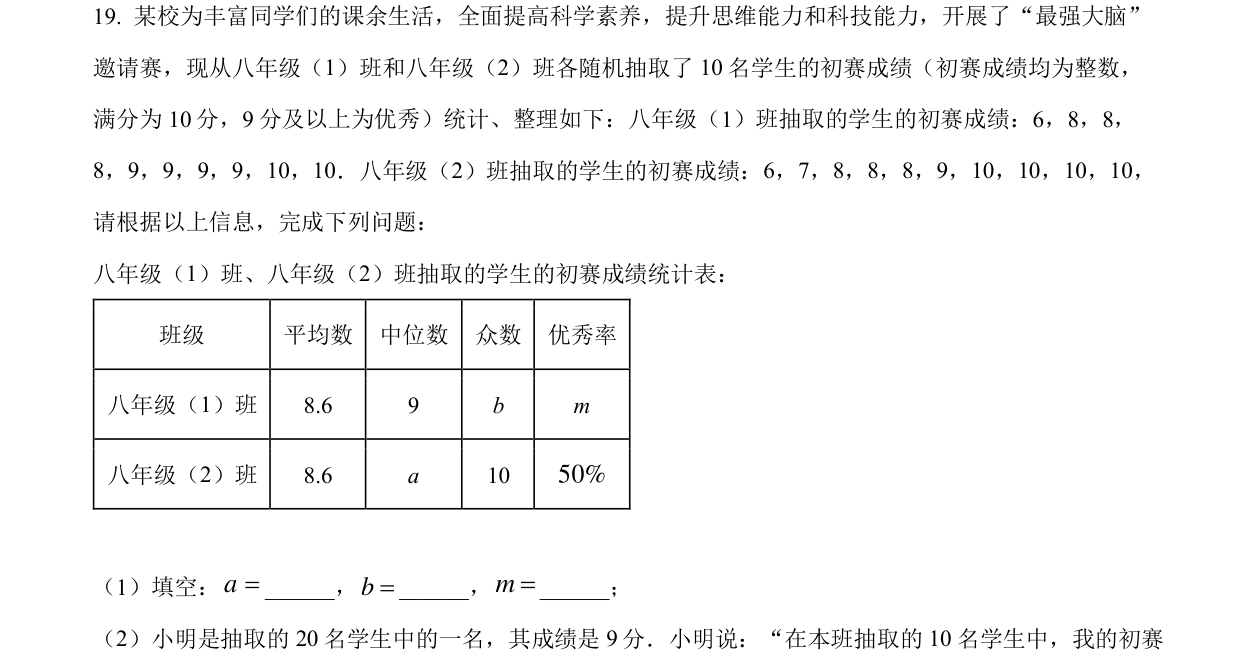 19. 某校为丰富同学们的课余生活，全面提高科学素养，提升思维能力和科技能力，开展了“最强大脑”
邀请赛，现从八年级（1）班和八年级（2）班各随机抽取了 10 名学生的初赛成绩（初赛成绩均为整数，
满分为 10 分，9 分及以上为优秀）统计、整理如下：八年级（1）班抽取的学生的初赛成绩：6，8，8，
8，9，9，9，9，10，10．八年级（2）班抽取的学生的初赛成绩：6，7，8，8，8，9，10，10，10，10，
请根据以上信息，完成下列问题：
八年级（1）班、八年级（2）班抽取的学生的初赛成绩统计表：
班级 平均数 中位数 众数 优秀率
八年级（1）班 8.6 9 b m
八年级（2）班 8.6 a 10 50%
（1）填空：a = ______，b = ______，m = ______；
（2）小明是抽取的 20 名学生中的一名，其成绩是 9 分．小明说：“在本班抽取的 10 名学生中，我的初赛